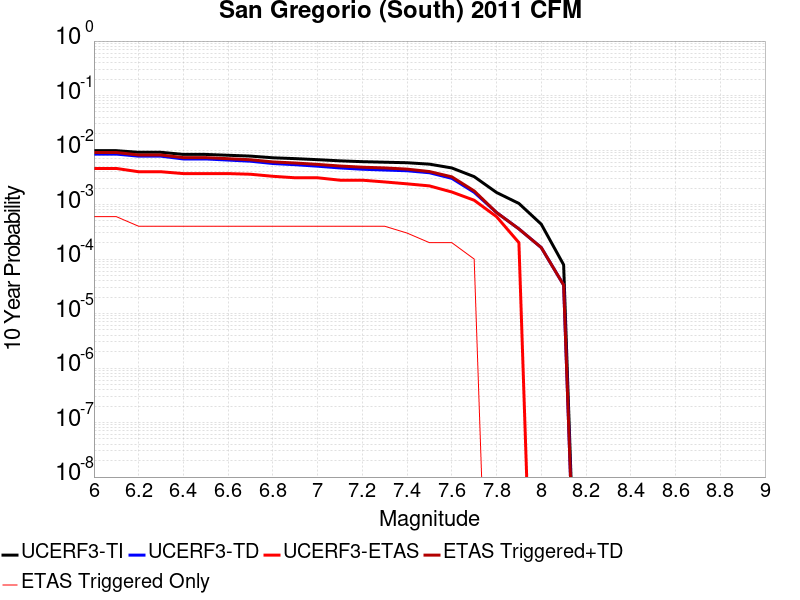 San Gregorio (South) 2011 CFM
10^0
10^-1
10^-2
10^-3
10^-4
10^-5
10^-6
10^-7
10^-8
10 Year Probability
6 6.2 6.4 6.6 6.8 7 7.2 7.4 7.6 7.8 8 8.2 8.4 8.6 8.8 9
Magnitude
UCERF3-TI UCERF3-TD UCERF3-ETAS ETAS Triggered+TD
ETAS Triggered Only